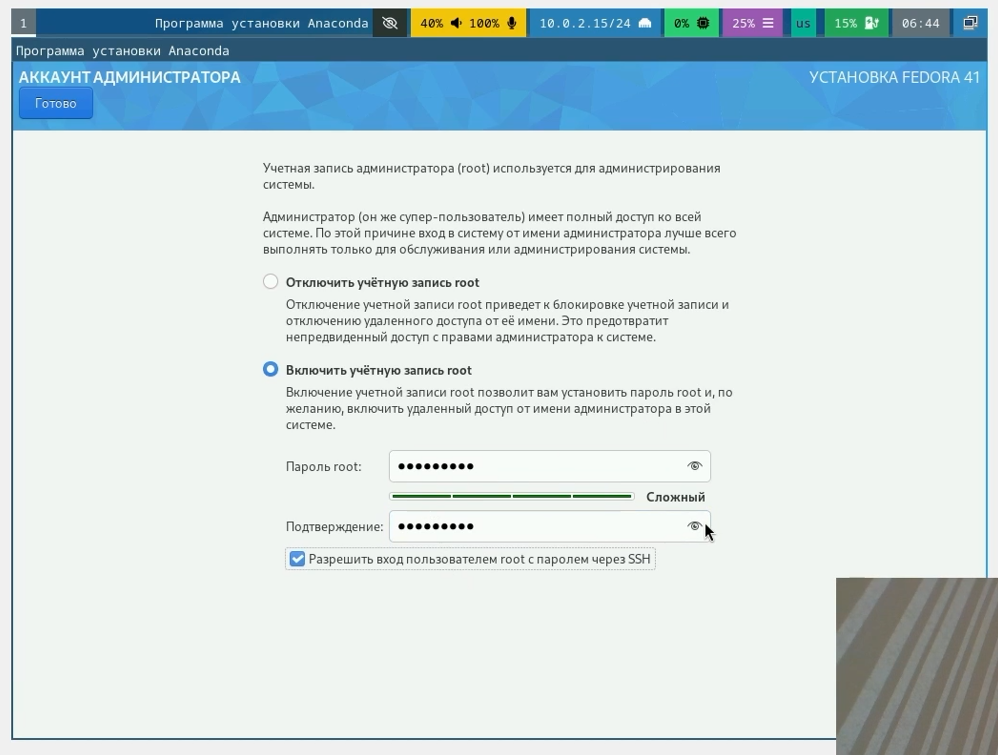 1 Программа установки Anaconda 40% 100% 10.0.2.15/24 0% 25% us 15% 06:44
Программа установки Anaconda
АККАУНТ АДМИНИСТРАТОРА УСТАНОВКА FEDORA 41
Готово
Учетная запись администратора (root) используется для администрирования
системы.
Администратор (он же супер-пользователь) имеет полный доступ ко всей
системе. По этой причине вход в систему от имени администратора лучше всего
выполнять только для обслуживания или администрирования системы.
Отключить учётную запись root
Отключение учетной записи root приведет к блокировке учетной записи и
отключению удаленного доступа от её имени. Это предотвратит
непредвиденный доступ с правами администратора к системе.
Включить учётную запись root
Включение учетной записи root позволит вам установить пароль root и, по
желанию, включить удаленный доступ от имени администратора в этой
системе.
Пароль root: ●●●●●●●●●
Сложный
Подтверждение: ●●●●●●●●●
Разрешить вход пользователем root с паролем через SSH